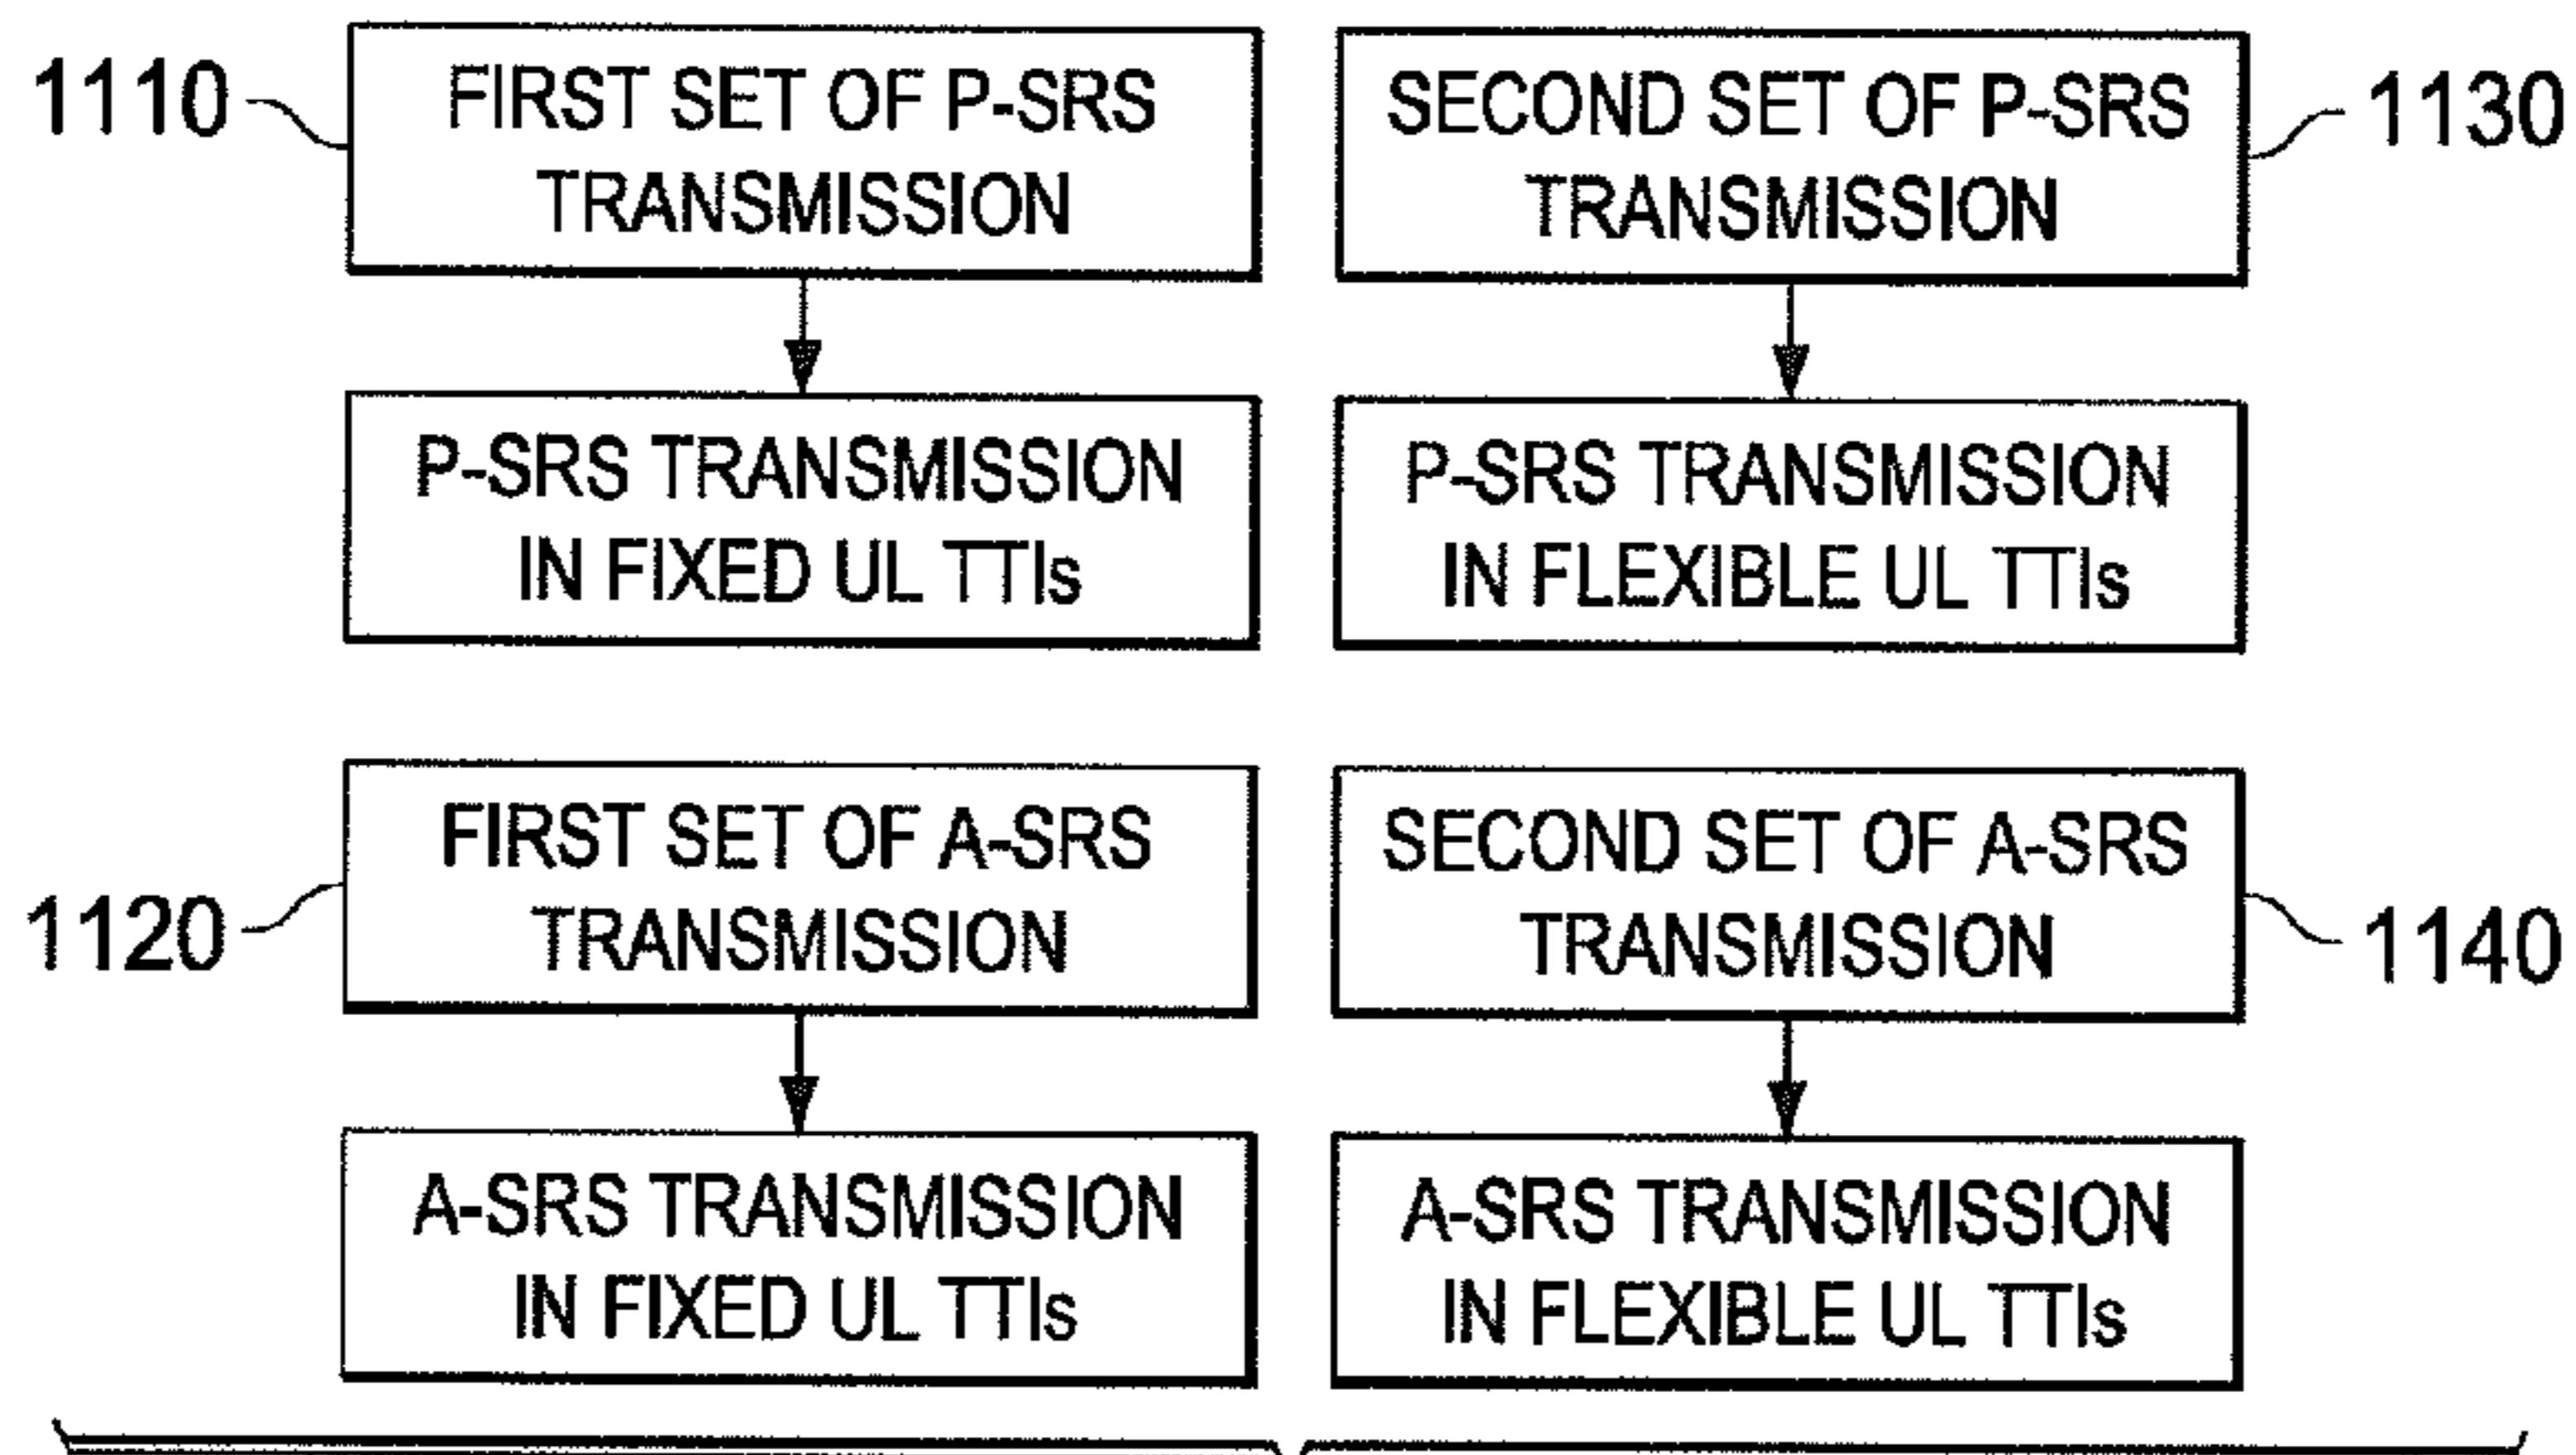 1110
FIRST SET OF P-SRS
TRANSMISSION
P-SRS TRANSMISSION
IN FIXED UL TTIs
SECOND SET OF P-SRS
TRANSMISSION
1130
P-SRS TRANSMISSION
IN FLEXIBLE UL TTIs
1120
FIRST SET OF A-SRS
TRANSMISSION
A-SRS TRANSMISSION
IN FIXED UL TTIs
SECOND SET OF A-SRS
TRANSMISSION
1140
A-SRS TRANSMISSION
IN FLEXIBLE UL TTIs